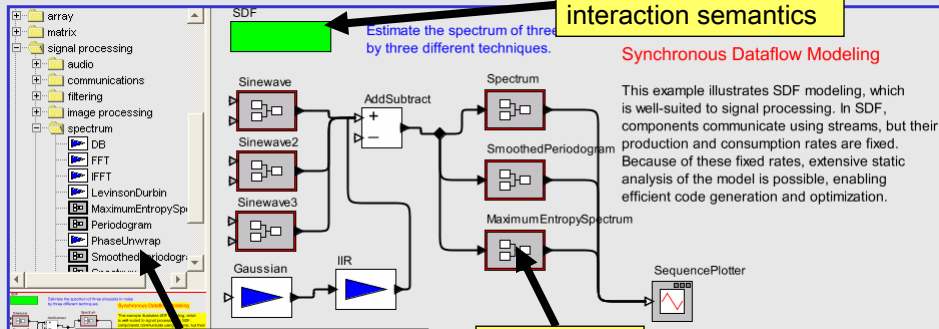 array
matrix
signal processing
audio
communications
filtering
image processing
spectrum
DB
FFT
IFFT
LevinsonDurbin
MaximumEntropySpe
Periodogram
PhaseUnwrap
SDF
interaction semantics
Estimate the spectrum of three
by three different techniques.
Synchronous Dataflow Modeling
This example illustrates SDF modeling, which
is well-suited to signal processing. In SDF,
components communicate using streams, but their
production and consumption rates are fixed.
Because of these fixed rates, extensive static
analysis of the model is possible, enabling
efficient code generation and optimization.
Sinewave
Sinewave2
Sinewave3
AddSubtract
+
–
Gaussian
IIR
Spectrum
SmoothedPeriodogram
MaximumEntropySpectrum
SequencePlotter